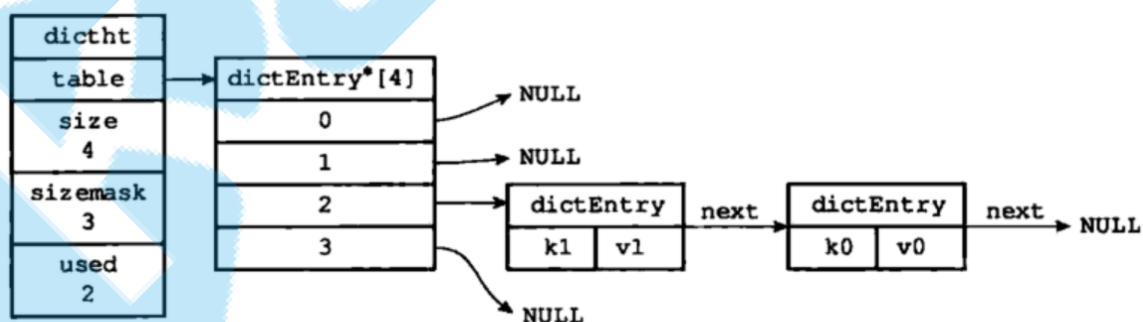 dictht
table
size
4
sizemask
3
used
2
dictEntry*[4]
0
1
2
3
NULL
NULL
dictEntry
k1 v1
next
dictEntry
k0 v0
next
NULL
NULL